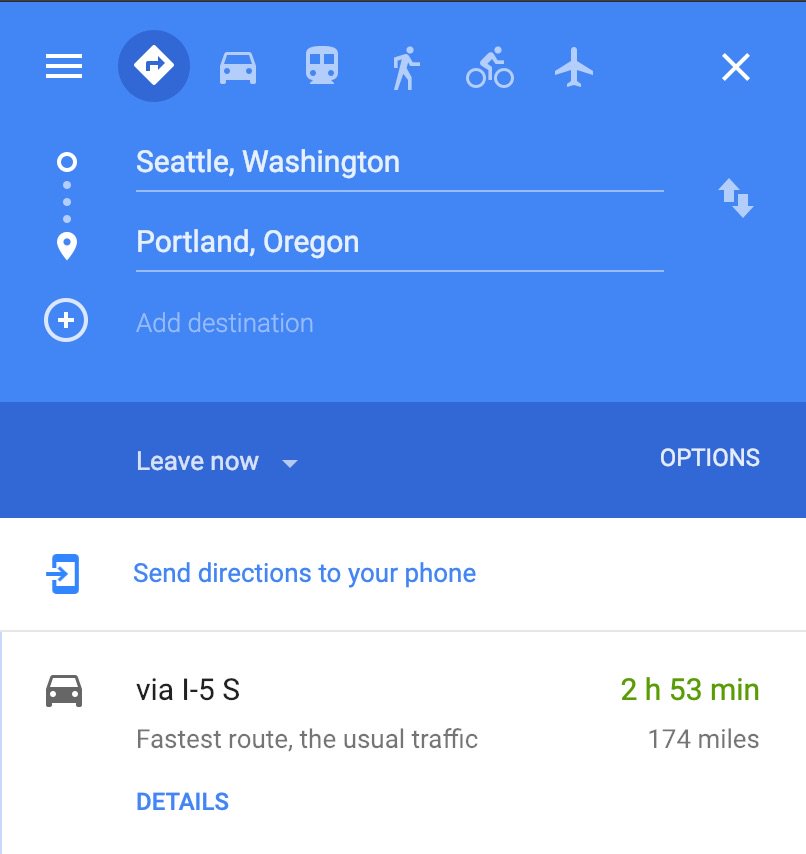 Seattle, Washington
Portland, Oregon
Add destination
Leave now OPTIONS
Send directions to your phone
via I-5 S 2 h 53 min
Fastest route, the usual traffic 174 miles
DETAILS